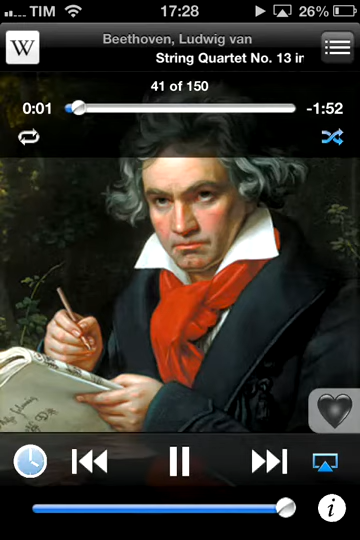 TIM 17:28 26%
W Beethoven, Ludwig van
String Quartet No. 13 in
41 of 150
0:01 -1:52
i